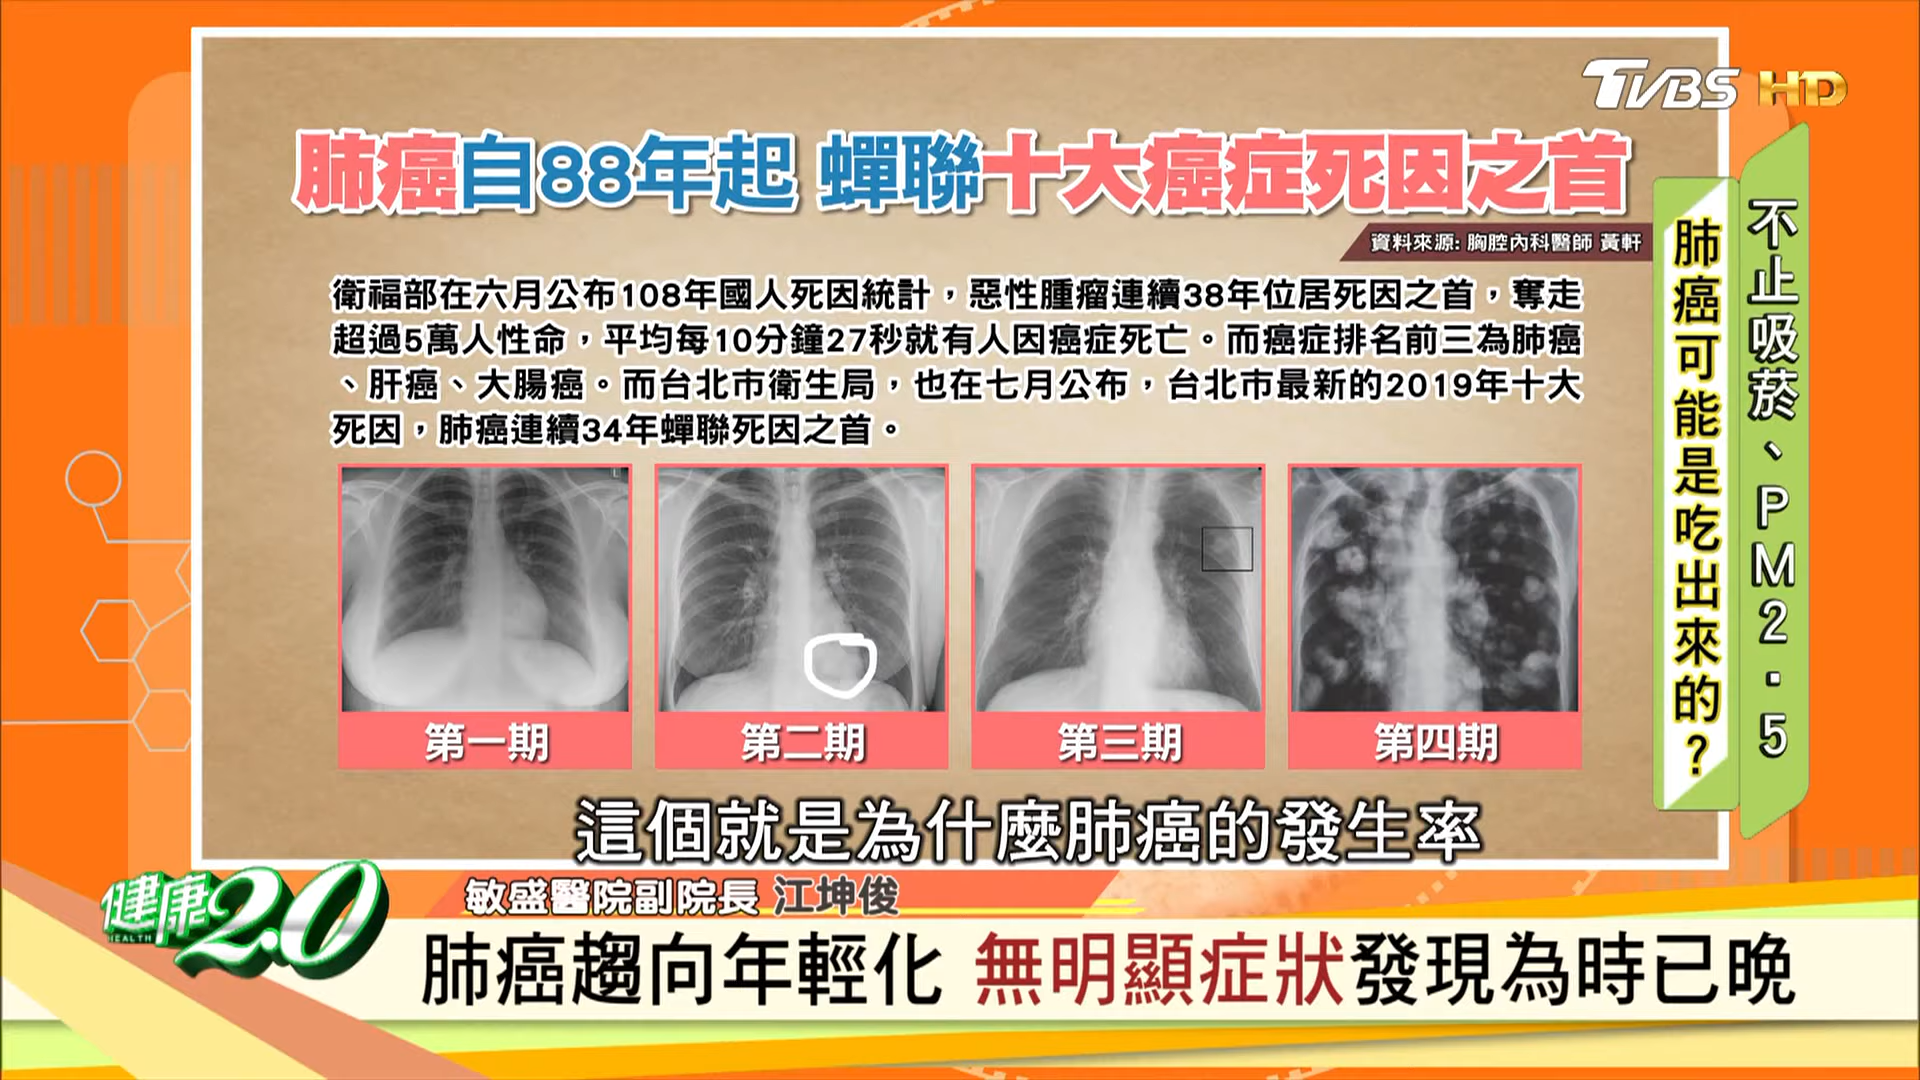 TVBS HD
肺癌自88年起 蟬聯十大癌症死因之首
資料來源: 胸腔內科醫師 黃軒
衛福部在六月公布108年國人死因統計，惡性腫瘤連續38年位居死因之首，奪走
超過5萬人性命，平均每10分鐘27秒就有人因癌症死亡。而癌症排名前三為肺癌
、肝癌、大腸癌。而台北市衛生局，也在七月公布，台北市最新的2019年十大
死因，肺癌連續34年蟬聯死因之首。
第一期
第二期
第三期
第四期
不止吸菸、PM2.5
肺癌可能是吃出來的？
這個就是為什麼肺癌的發生率
健康2.0
HEALTH
敏盛醫院副院長 江坤俊
肺癌趨向年輕化 無明顯症狀發現為時已晚